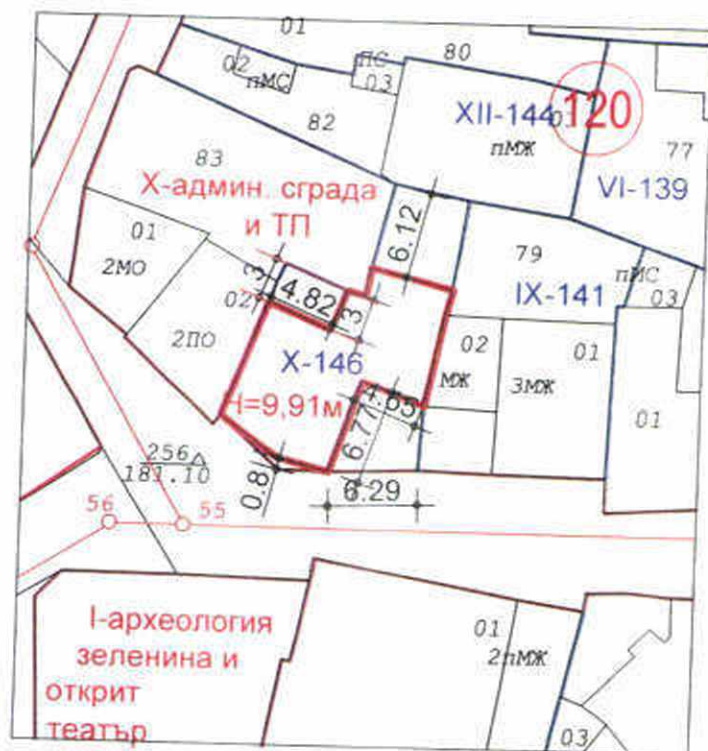 01
80
02
ПС
пМС
03
XII-144
01
120
82
83
пМЖ
77
X-админ. сграда
и ТП
VI-139
6.12
01
79
2МО
3
пМС
4.82
IX-141
03
02
3
2ПО
02
01
X-146
МЖ
3МЖ
H=9,91м
4.65
01
6.77
256
181.10
0.8
6.29
56
55
I-археология
зеленина и
открит
театър
01
2пМЖ
03